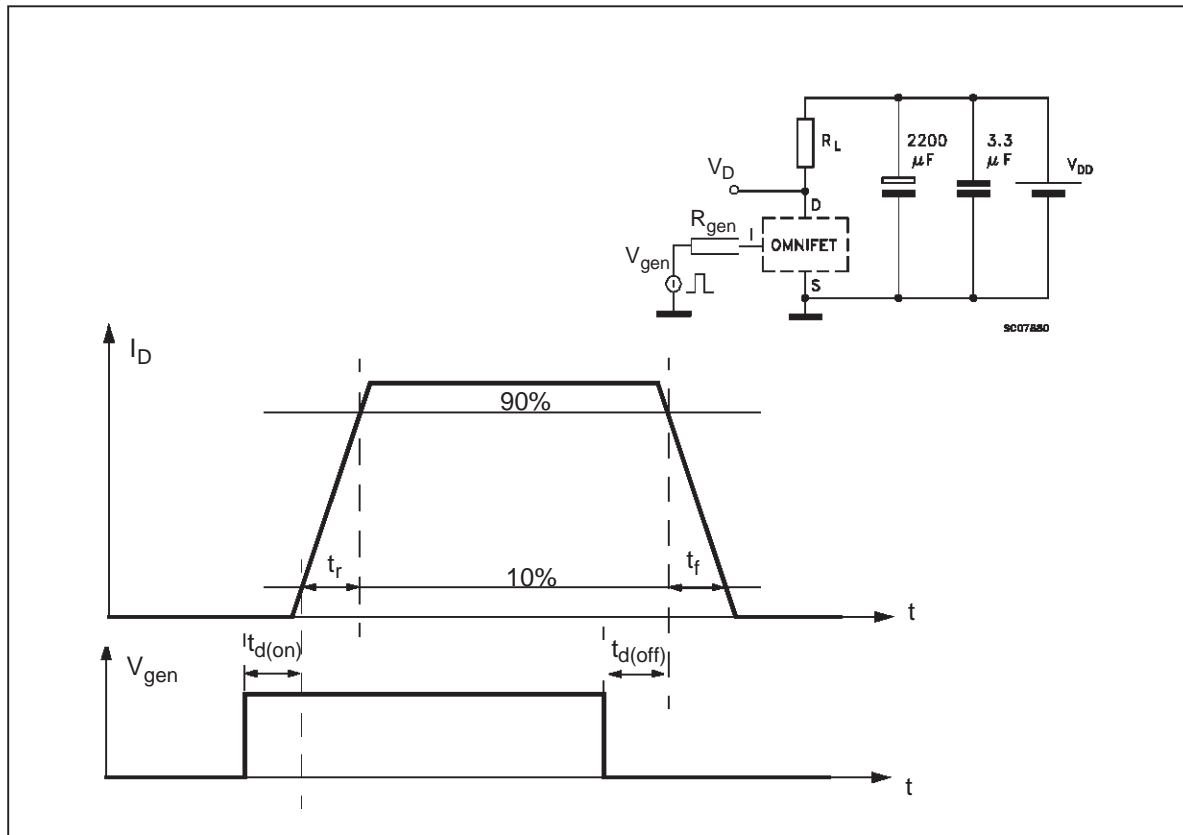 R_L
2200
μF
3.3
μF
V_DD
V_D
D
R_gen
I
OMNIFET
V_gen
S
SC07880
I_D
90%
t_r
10%
t_f
t
t_d(on)
t_d(off)
V_gen
t